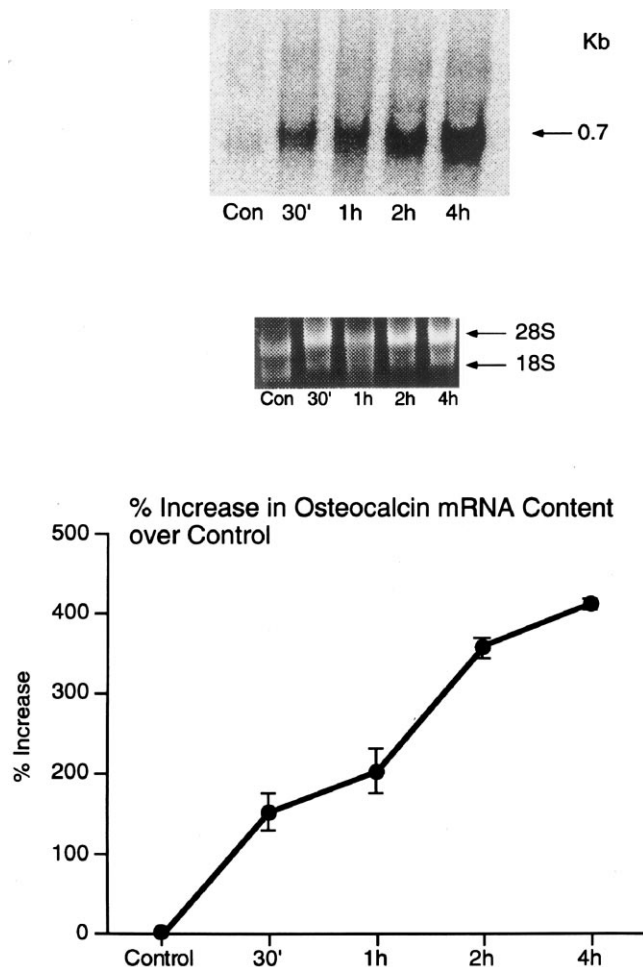 Kb
0.7
Con 30' 1h 2h 4h
28S
18S
Con 30' 1h 2h 4h
% Increase in Osteocalcin mRNA Content
over Control
500
400
300
200
100
0
% Increase
Control 30' 1h 2h 4h